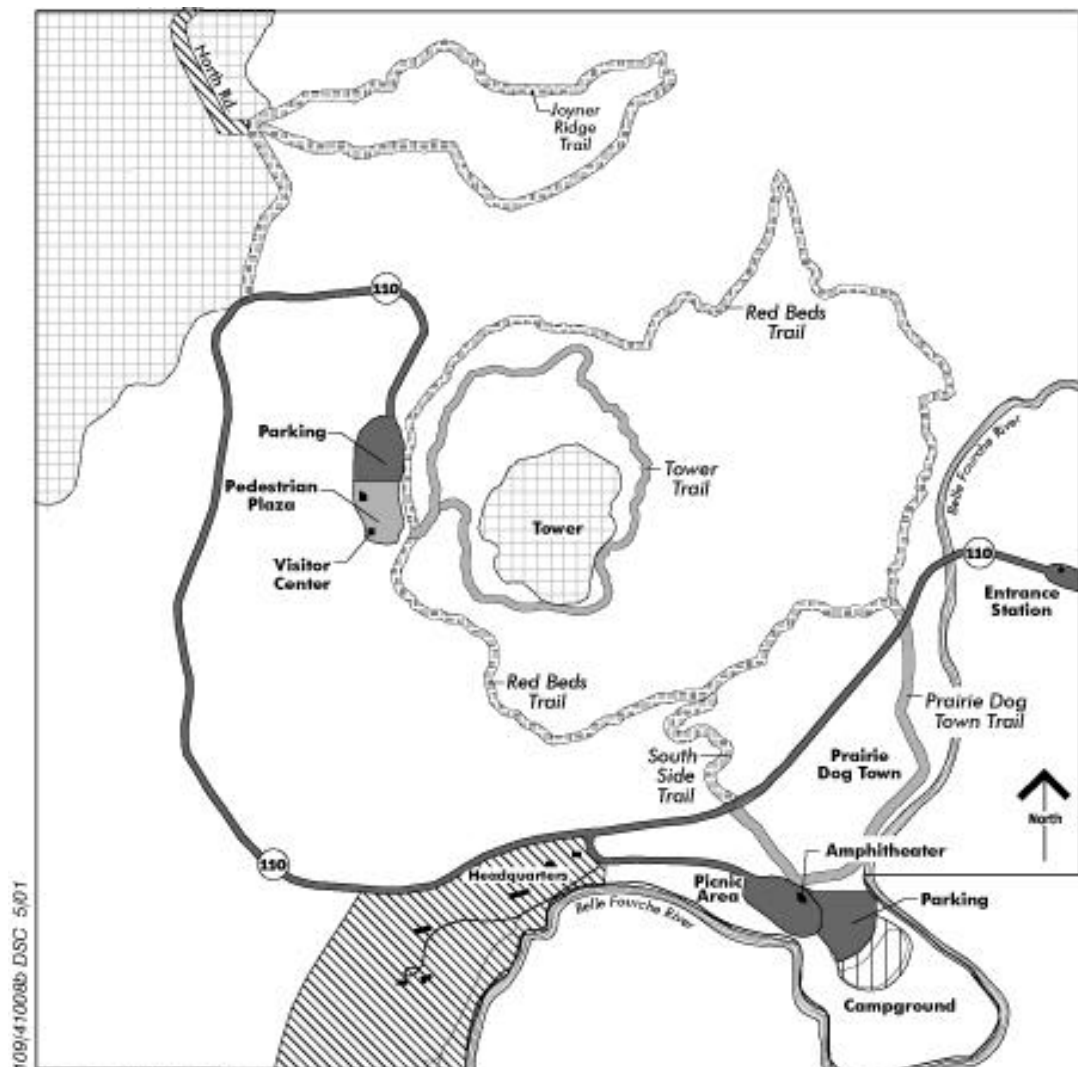 North Rd.
Joyner
Ridge
Trail
110
Red Beds
Trail
Parking
Pedestrian
Plaza
Visitor
Center
Tower
Tower
Trail
Belle Fourche River
110
Entrance
Station
Red Beds
Trail
Prairie Dog
Town Trail
South
Side
Trail
Prairie
Dog Town
North
110
Headquarters
Amphitheater
Picnic
Area
Parking
Belle Fourche River
Campground
109/41008b DSC 5/01